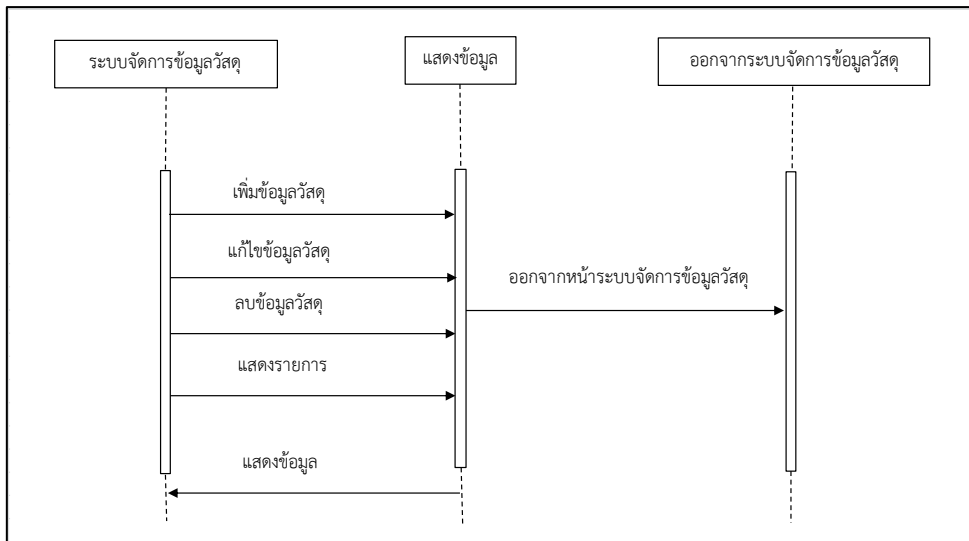 ระบบจัดการข้อมูลวัสดุ
แสดงข้อมูล
ออกจากระบบจัดการข้อมูลวัสดุ
เพิ่มข้อมูลวัสดุ
แก้ไขข้อมูลวัสดุ
ออกจากหน้าระบบจัดการข้อมูลวัสดุ
ลบข้อมูลวัสดุ
แสดงรายการ
แสดงข้อมูล